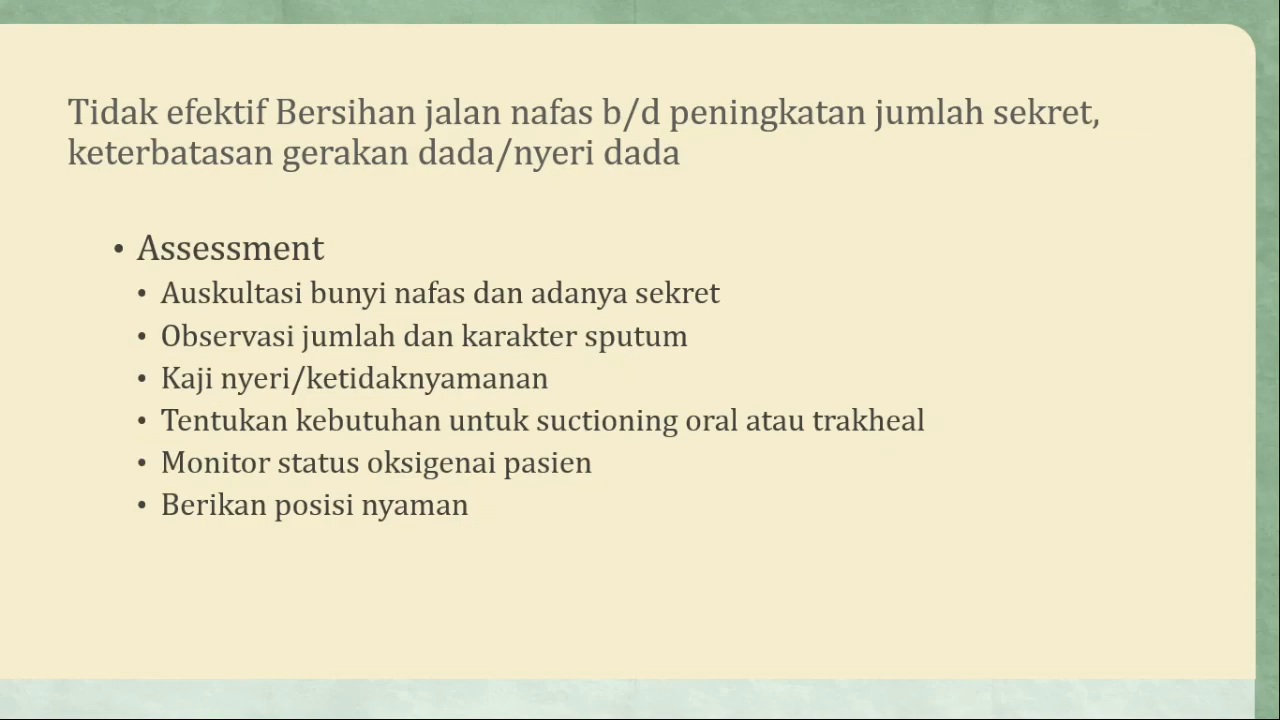 Tidak efektif Bersihan jalan nafas b/d peningkatan jumlah sekret,
keterbatasan gerakan dada/nyeri dada
• Assessment
• Auskultasi bunyi nafas dan adanya sekret
• Observasi jumlah dan karakter sputum
• Kaji nyeri/ketidaknyamanan
• Tentukan kebutuhan untuk suctioning oral atau trakheal
• Monitor status oksigenai pasien
• Berikan posisi nyaman